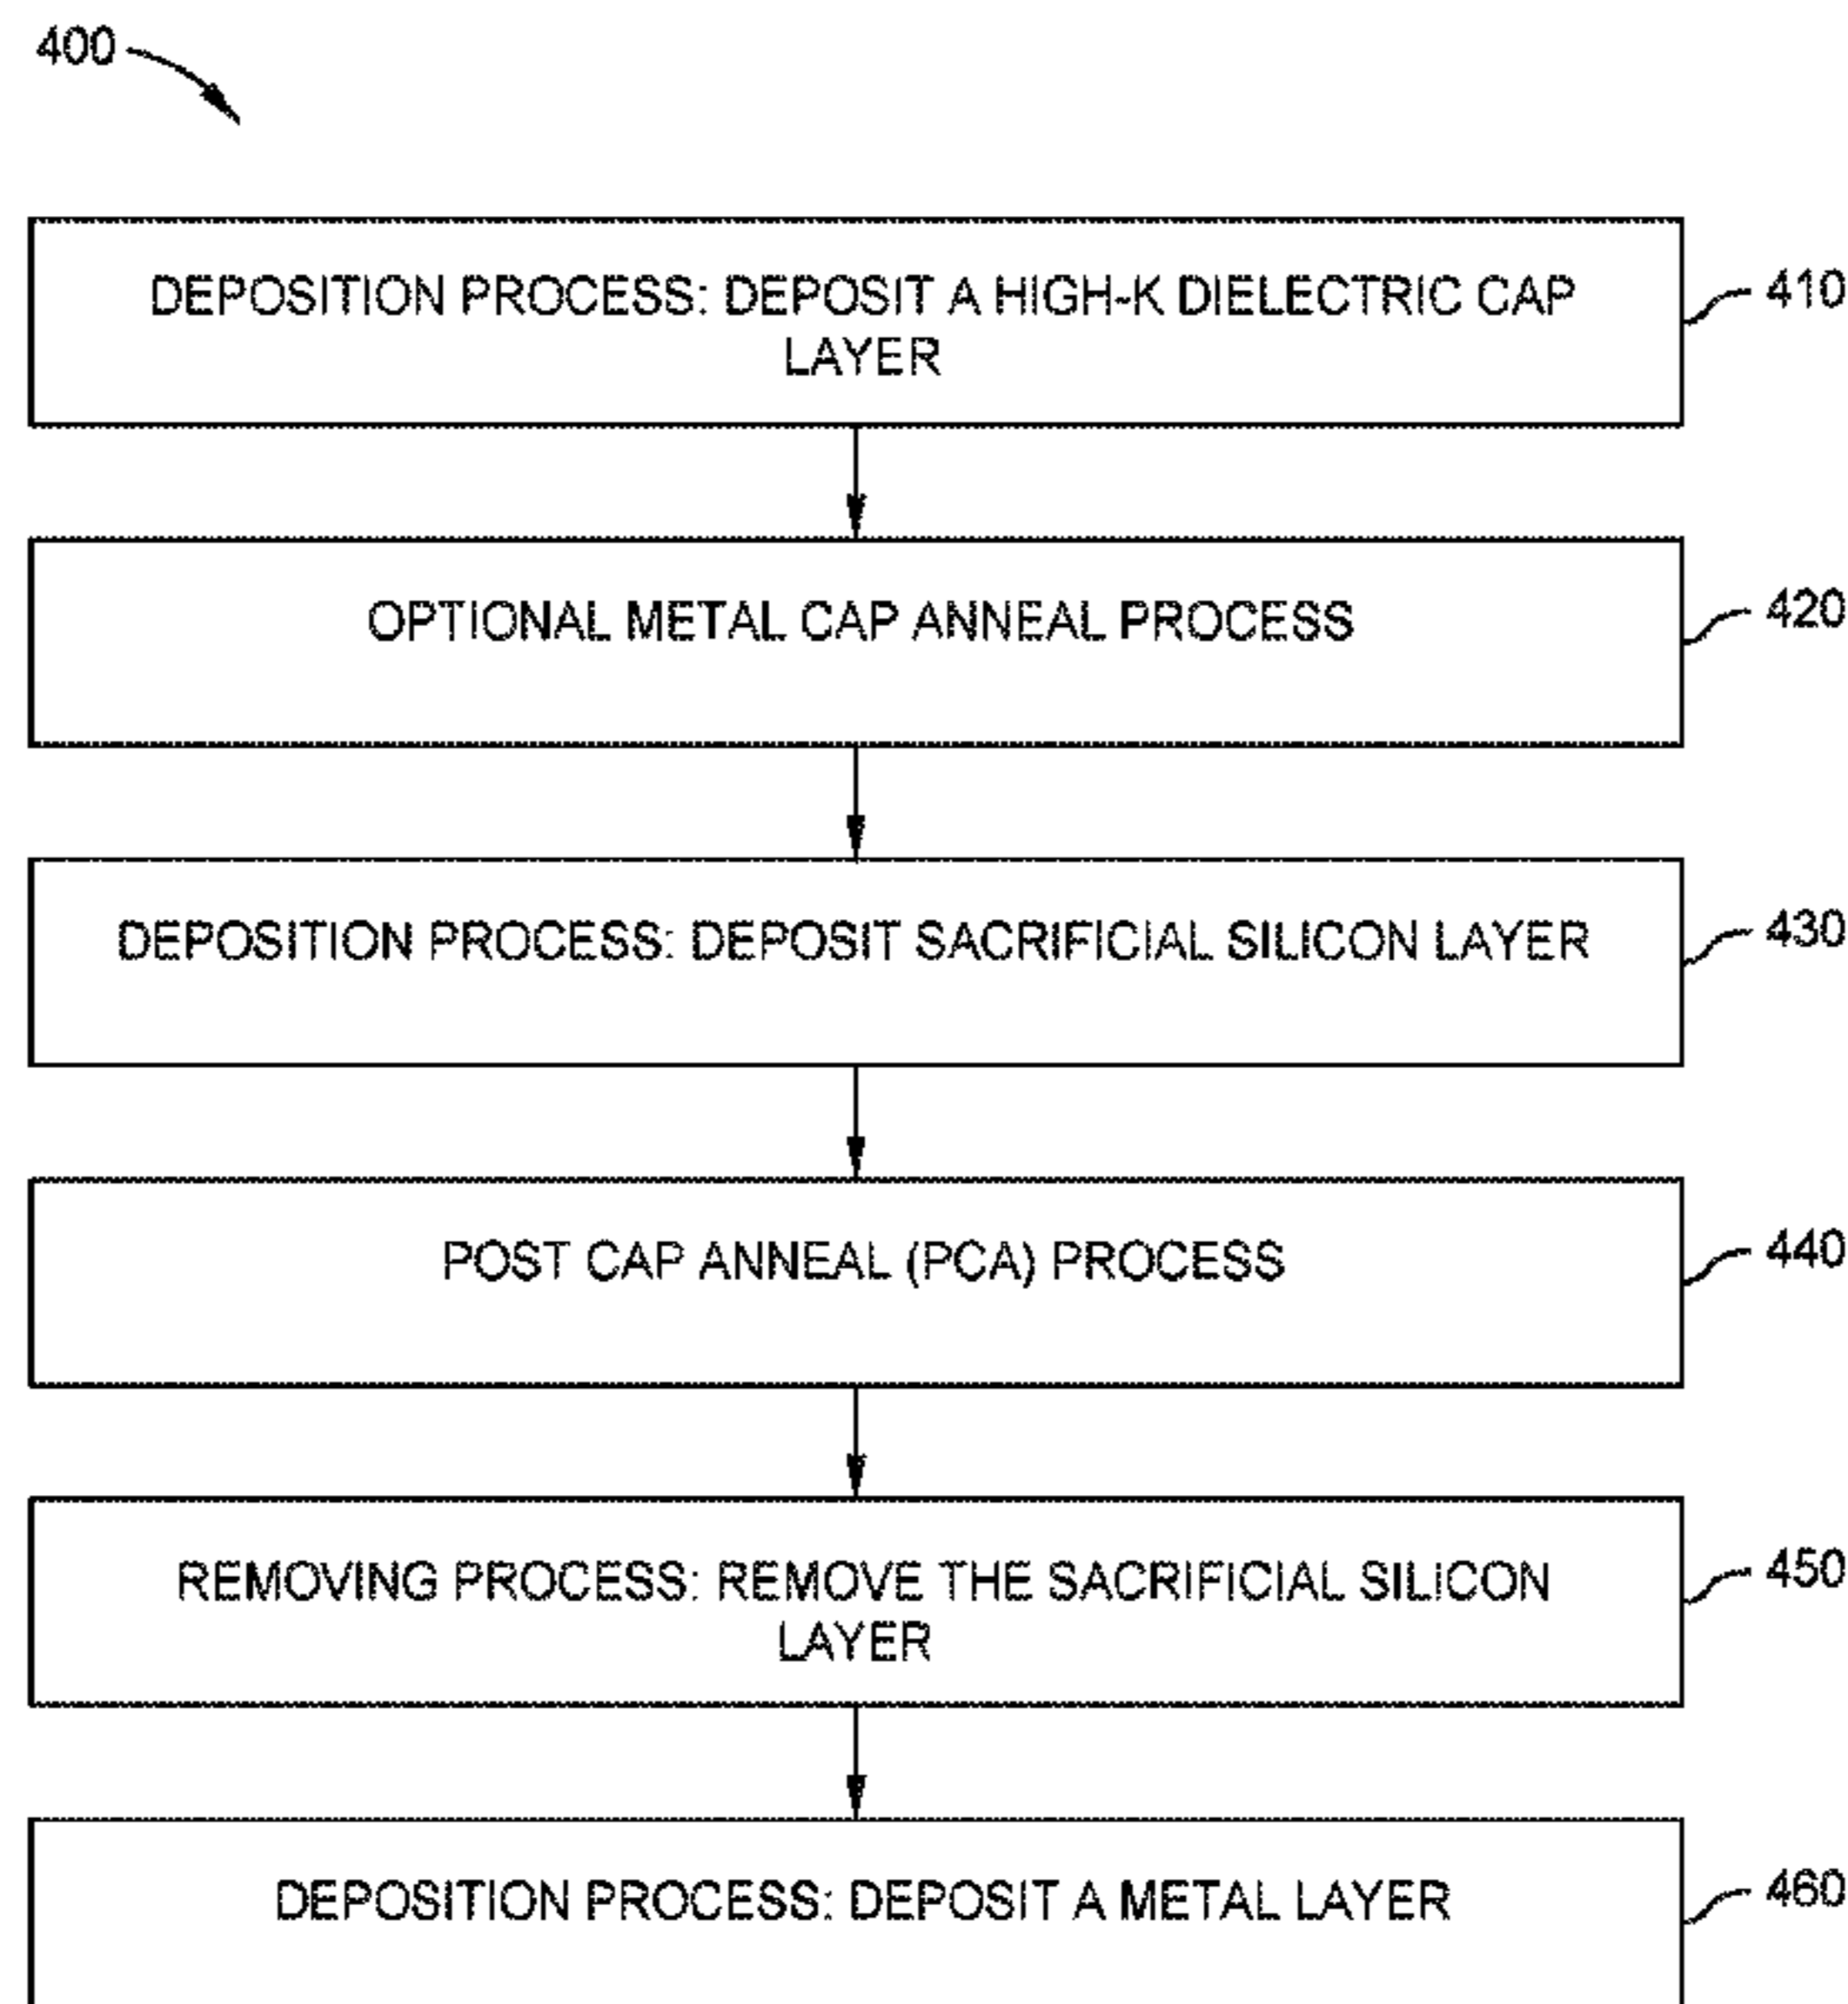 400
DEPOSITION PROCESS: DEPOSIT A HIGH-K DIELECTRIC CAP
LAYER
410
OPTIONAL METAL CAP ANNEAL PROCESS
420
DEPOSITION PROCESS: DEPOSIT SACRIFICIAL SILICON LAYER
430
POST CAP ANNEAL (PCA) PROCESS
440
REMOVING PROCESS: REMOVE THE SACRIFICIAL SILICON
LAYER
450
DEPOSITION PROCESS: DEPOSIT A METAL LAYER
460